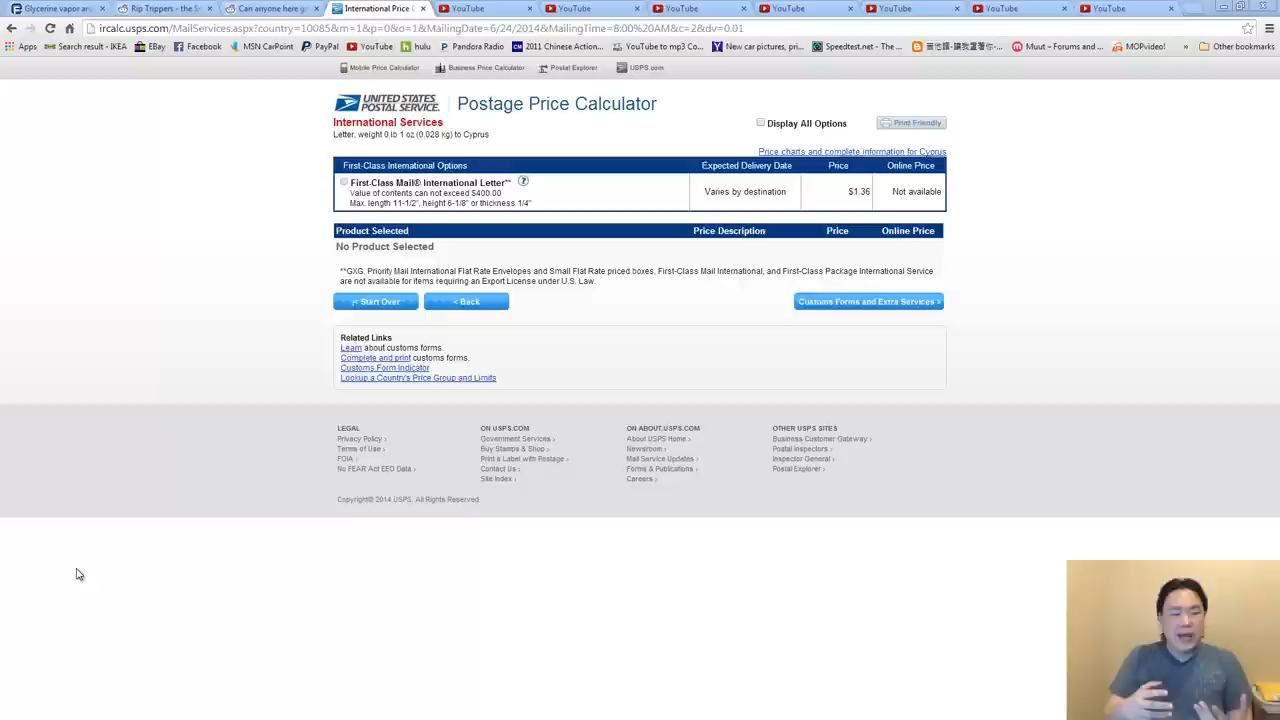 Glycerine vapor an
Rip Trippers - the S
Can anyone here g
International Price C
YouTube
YouTube
YouTube
YouTube
YouTube
YouTube
YouTube
ircalc.usps.com/MailServices.aspx?country=10085&m=1&p=0&o=1&MailingDate=6/24/2014&MailingTime=8:00%20AM&c=2&dv=0.01
Apps
Search result - IKEA
EBay
Facebook
MSN CarPoint
PayPal
YouTube
hulu
Pandora Radio
2011 Chinese Action...
YouTube to mp3 Co...
New car pictures, pri...
Speedtest.net - The ...
Muut – Forums and ...
MOPvideo!
»
Other bookmarks
Mobile Price Calculator
Business Price Calculator
Postal Explorer
USPS.com
UNITED STATES
POSTAL SERVICE.
Postage Price Calculator
International Services
Display All Options
Print Friendly
Letter, weight 0 lb 1 oz (0.028 kg) to Cyprus
Price charts and complete information for Cyprus
First-Class International Options Expected Delivery Date Price Online Price
First-Class Mail® International Letter** ?
Value of contents can not exceed $400.00
Max. length 11-1/2", height 6-1/8" or thickness 1/4"
Varies by destination $1.36 Not available
Product Selected Price Description Price Online Price
No Product Selected
**GXG, Priority Mail International Flat Rate Envelopes and Small Flat Rate priced boxes, First-Class Mail International, and First-Class Package International Service
are not available for items requiring an Export License under U.S. Law.
|< Start Over
< Back
Customs Forms and Extra Services >
Related Links
Learn about customs forms.
Complete and print customs forms.
Customs Form Indicator
Lookup a Country's Price Group and Limits
LEGAL
Privacy Policy ›
Terms of Use ›
FOIA ›
No FEAR Act EEO Data ›
ON USPS.COM
Government Services ›
Buy Stamps & Shop ›
Print a Label with Postage ›
Contact Us ›
Site Index ›
ON ABOUT.USPS.COM
About USPS Home ›
Newsroom ›
Mail Service Updates ›
Forms & Publications ›
Careers ›
OTHER USPS SITES
Business Customer Gateway ›
Postal Inspectors ›
Inspector General ›
Postal Explorer ›
Copyright© 2014 USPS. All Rights Reserved.